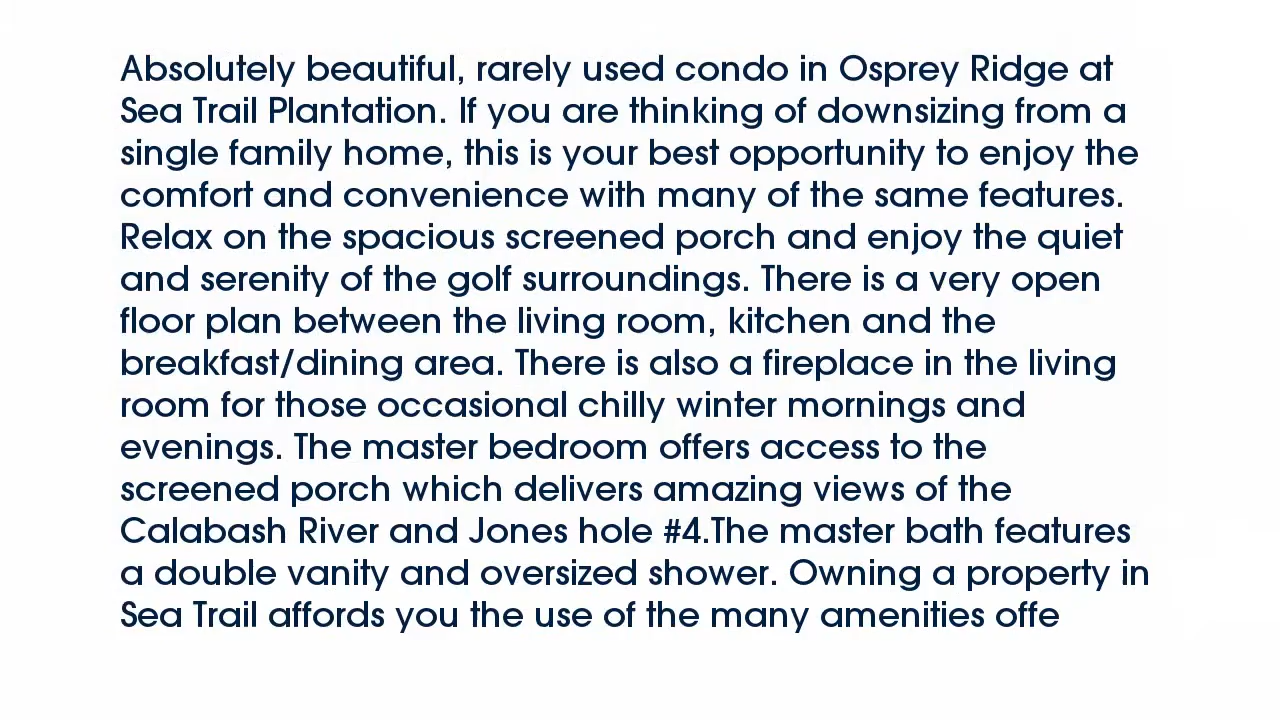 Absolutely beautiful, rarely used condo in Osprey Ridge at
Sea Trail Plantation. If you are thinking of downsizing from a
single family home, this is your best opportunity to enjoy the
comfort and convenience with many of the same features.
Relax on the spacious screened porch and enjoy the quiet
and serenity of the golf surroundings. There is a very open
floor plan between the living room, kitchen and the
breakfast/dining area. There is also a fireplace in the living
room for those occasional chilly winter mornings and
evenings. The master bedroom offers access to the
screened porch which delivers amazing views of the
Calabash River and Jones hole #4.The master bath features
a double vanity and oversized shower. Owning a property in
Sea Trail affords you the use of the many amenities offe